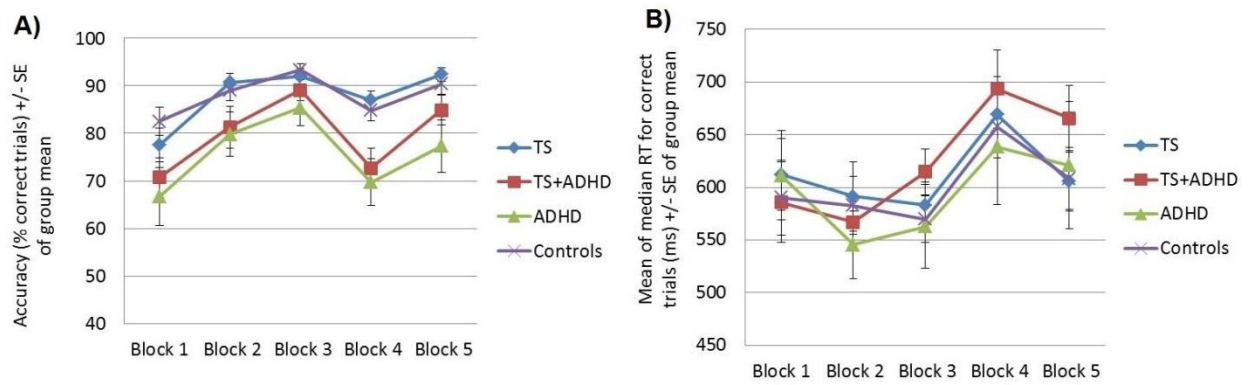 A)
Accuracy (% correct trials) +/- SE
of group mean
100
90
80
70
60
50
40
Block 1 Block 2 Block 3 Block 4 Block 5
TS
TS+ADHD
ADHD
Controls
B)
Mean of median RT for correct
trials (ms) +/- SE of group mean
750
700
650
600
550
500
450
Block 1 Block 2 Block 3 Block 4 Block 5
TS
TS+ADHD
ADHD
Controls